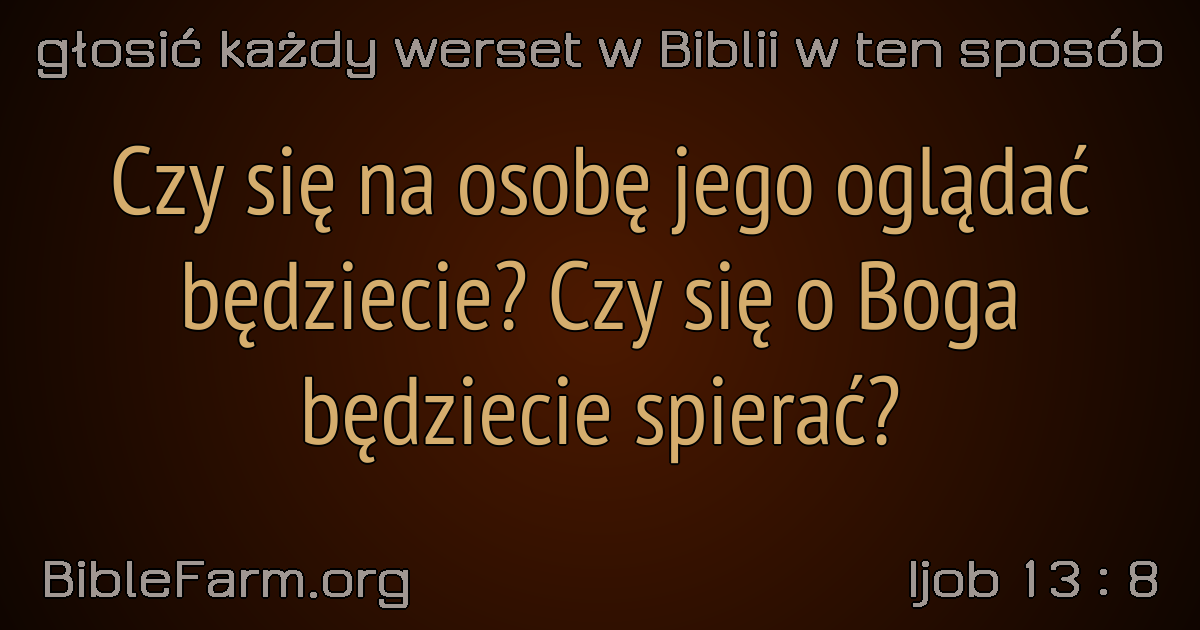 głosić każdy werset w Biblii w ten sposób
Czy się na osobę jego oglądać
będziecie? Czy się o Boga
będziecie spierać?
BibleFarm.org
Ijob 13 : 8